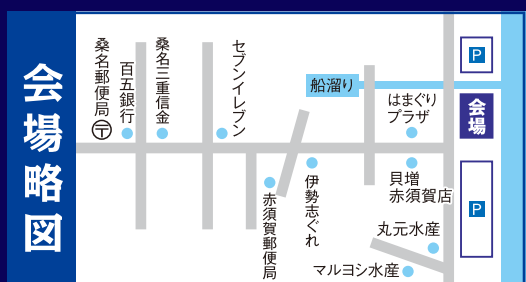 会場略図
桑名郵便局
〒
百五銀行
桑名三重信金
セブンイレブン
船溜り
はまぐり
プラザ
P
会場
赤須賀郵便局
伊勢志ぐれ
貝増
赤須賀店
P
丸元水産
マルヨシ水産